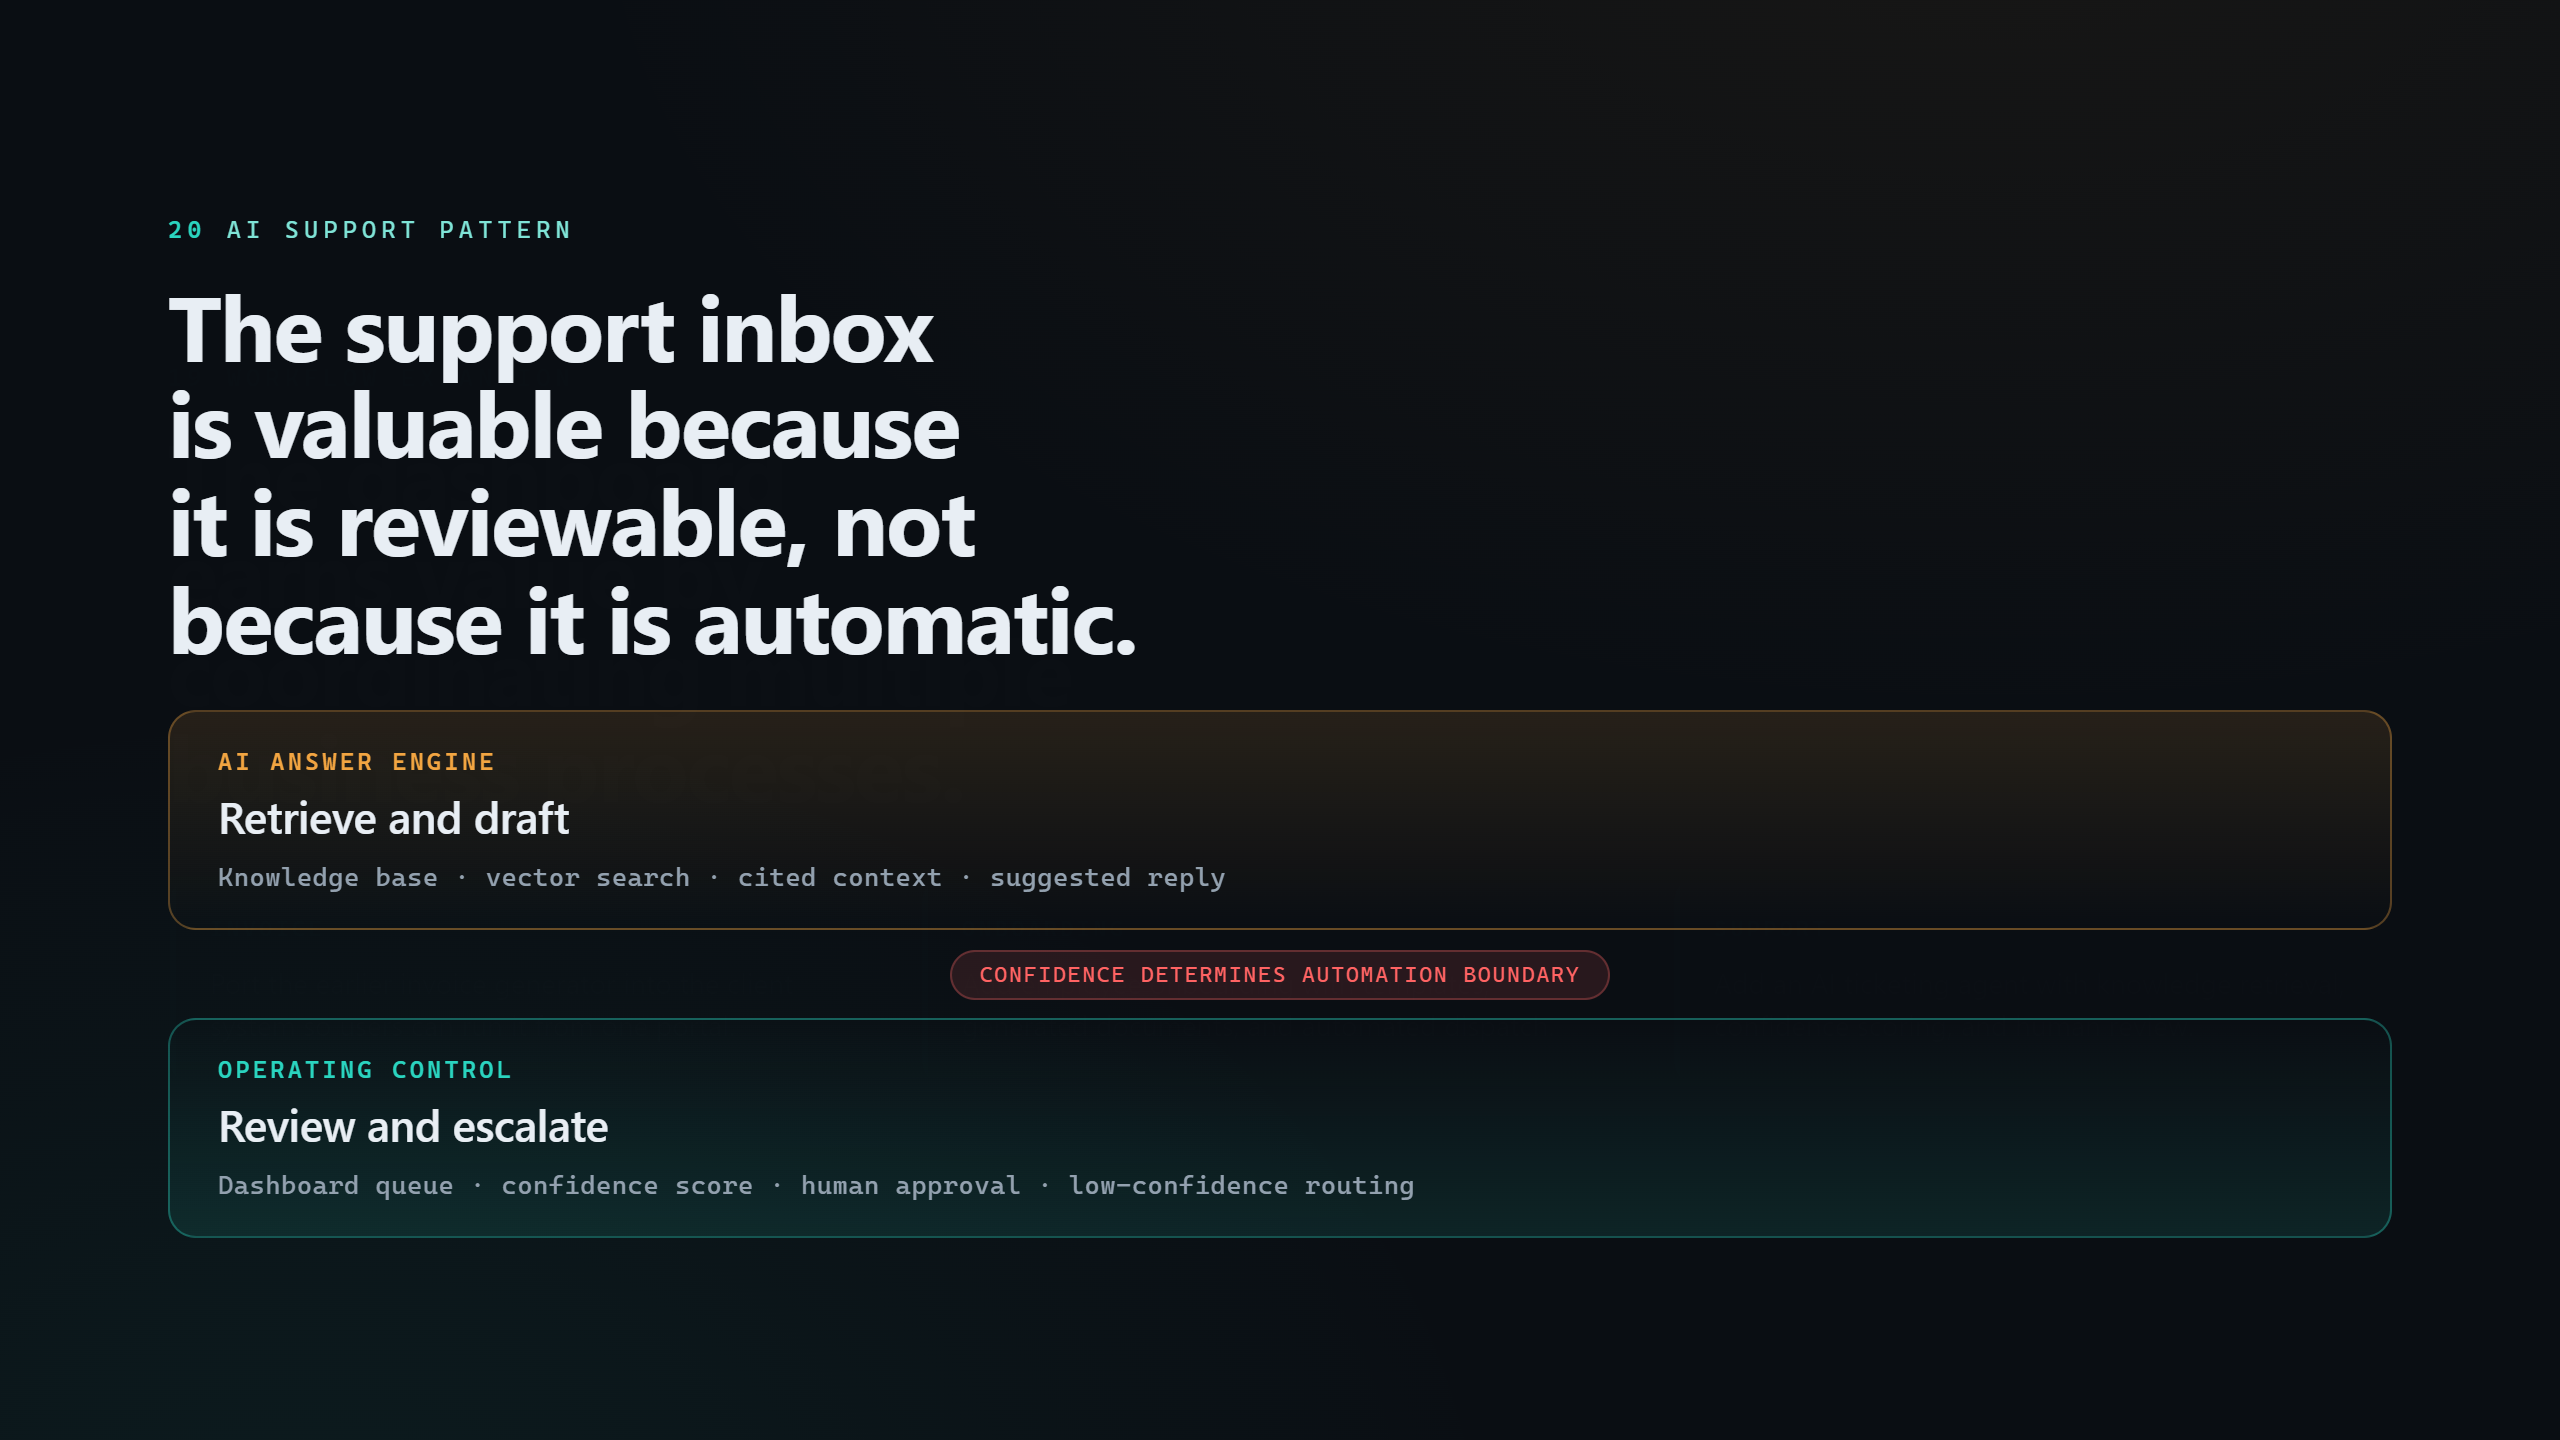 20 AI SUPPORT PATTERN
The support inbox
is valuable because
it is reviewable, not
because it is automatic.
AI ANSWER ENGINE
Retrieve and draft
Knowledge base · vector search · cited context · suggested reply
CONFIDENCE DETERMINES AUTOMATION BOUNDARY
OPERATING CONTROL
Review and escalate
Dashboard queue · confidence score · human approval · low-confidence routing